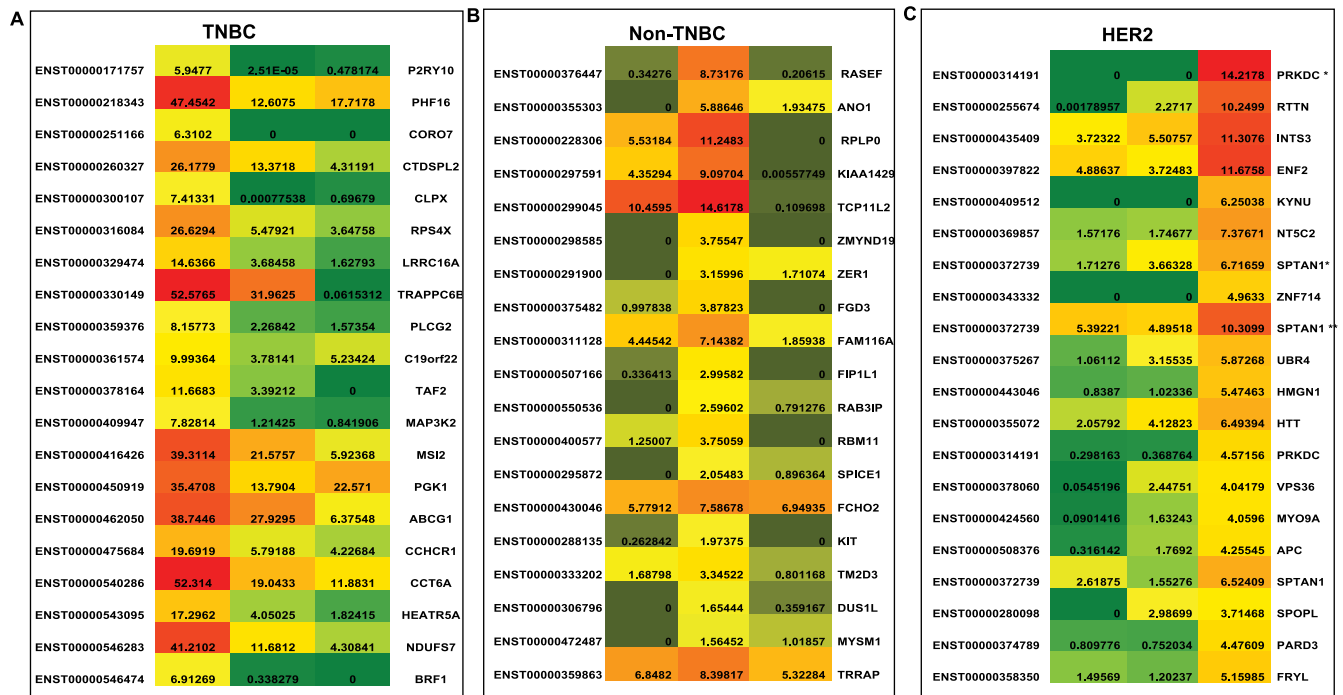 A
TNBC
ENST00000171757 5.9477 2.51E-05 0.478174 P2RY10
ENST00000218343 47.4542 12.6075 17.7178 PHF16
ENST00000251166 6.3102 0 0 CORO7
ENST00000260327 26.1779 13.3718 4.31191 CTDSPL2
ENST00000300107 7.41331 0.00077538 0.69679 CLPX
ENST00000316084 26.6294 5.47921 3.64758 RPS4X
ENST00000329474 14.6366 3.68458 1.62793 LRRC16A
ENST00000330149 52.5765 31.9625 0.0615312 TRAPPC6B
ENST00000359376 8.15773 2.26842 1.57354 PLCG2
ENST00000361574 9.99364 3.78141 5.23424 C19orf22
ENST00000378164 11.6683 3.39212 0 TAF2
ENST00000409947 7.82814 1.21425 0.841906 MAP3K2
ENST00000416426 39.3114 21.5757 5.92368 MSI2
ENST00000450919 35.4708 13.7904 22.571 PGK1
ENST00000462050 38.7446 27.9295 6.37548 ABCG1
ENST00000475684 19.6919 5.79188 4.22684 CCHCR1
ENST00000540286 52.314 19.0433 11.8831 CCT6A
ENST00000543095 17.2962 4.05025 1.82415 HEATR5A
ENST00000546283 41.2102 11.6812 4.30841 NDUFS7
ENST00000546474 6.91269 0.338279 0 BRF1
B
Non-TNBC
ENST00000376447 0.34276 8.73176 0.20615 RASEF
ENST00000355303 0 5.88646 1.93475 ANO1
ENST00000228306 5.53184 11.2483 0 RPLP0
ENST00000297591 4.35294 9.09704 0.00557749 KIAA1429
ENST00000299045 10.4595 14.6178 0.109698 TCP11L2
ENST00000298585 0 3.75547 0 ZMYND19
ENST00000291900 0 3.15996 1.71074 ZER1
ENST00000375482 0.997838 3.87823 0 FGD3
ENST00000311128 4.44542 7.14382 1.85938 FAM116A
ENST00000507166 0.336413 2.99582 0 FIP1L1
ENST00000550536 0 2.59602 0.791276 RAB3IP
ENST00000400577 1.25007 3.75059 0 RBM11
ENST00000295872 0 2.05483 0.896364 SPICE1
ENST00000430046 5.77912 7.58678 6.94935 FCHO2
ENST00000288135 0.262842 1.97375 0 KIT
ENST00000333202 1.68798 3.34522 0.801168 TM2D3
ENST00000306796 0 1.65444 0.359167 DUS1L
ENST00000472487 0 1.56452 1.01857 MYSM1
ENST00000359863 6.8482 8.39817 5.32284 TRRAP
C
HER2
ENST00000314191 0 0 14.2178 PRKDC *
ENST00000255674 0.00178957 2.2717 10.2499 RTTN
ENST00000435409 3.72322 5.50757 11.3076 INTS3
ENST00000397822 4.88637 3.72483 11.6758 ENF2
ENST00000409512 0 0 6.25038 KYNU
ENST00000369857 1.57176 1.74677 7.37671 NT5C2
ENST00000372739 1.71276 3.66328 6.71659 SPTAN1*
ENST00000343332 0 0 4.9633 ZNF714
ENST00000372739 5.39221 4.89518 10.3099 SPTAN1 **
ENST00000375267 1.06112 3.15535 5.87268 UBR4
ENST00000443046 0.8387 1.02336 5.47463 HMGN1
ENST00000355072 2.05792 4.12823 6.49394 HTT
ENST00000314191 0.298163 0.368764 4.57156 PRKDC
ENST00000378060 0.0545196 2.44751 4.04179 VPS36
ENST00000424560 0.0901416 1.63243 4.0596 MYO9A
ENST00000508376 0.316142 1.7692 4.25545 APC
ENST00000372739 2.61875 1.55276 6.52409 SPTAN1
ENST00000280098 0 2.98699 3.71468 SPOPL
ENST00000374789 0.809776 0.752034 4.47609 PARD3
ENST00000358350 1.49569 1.20237 5.15985 FRYL